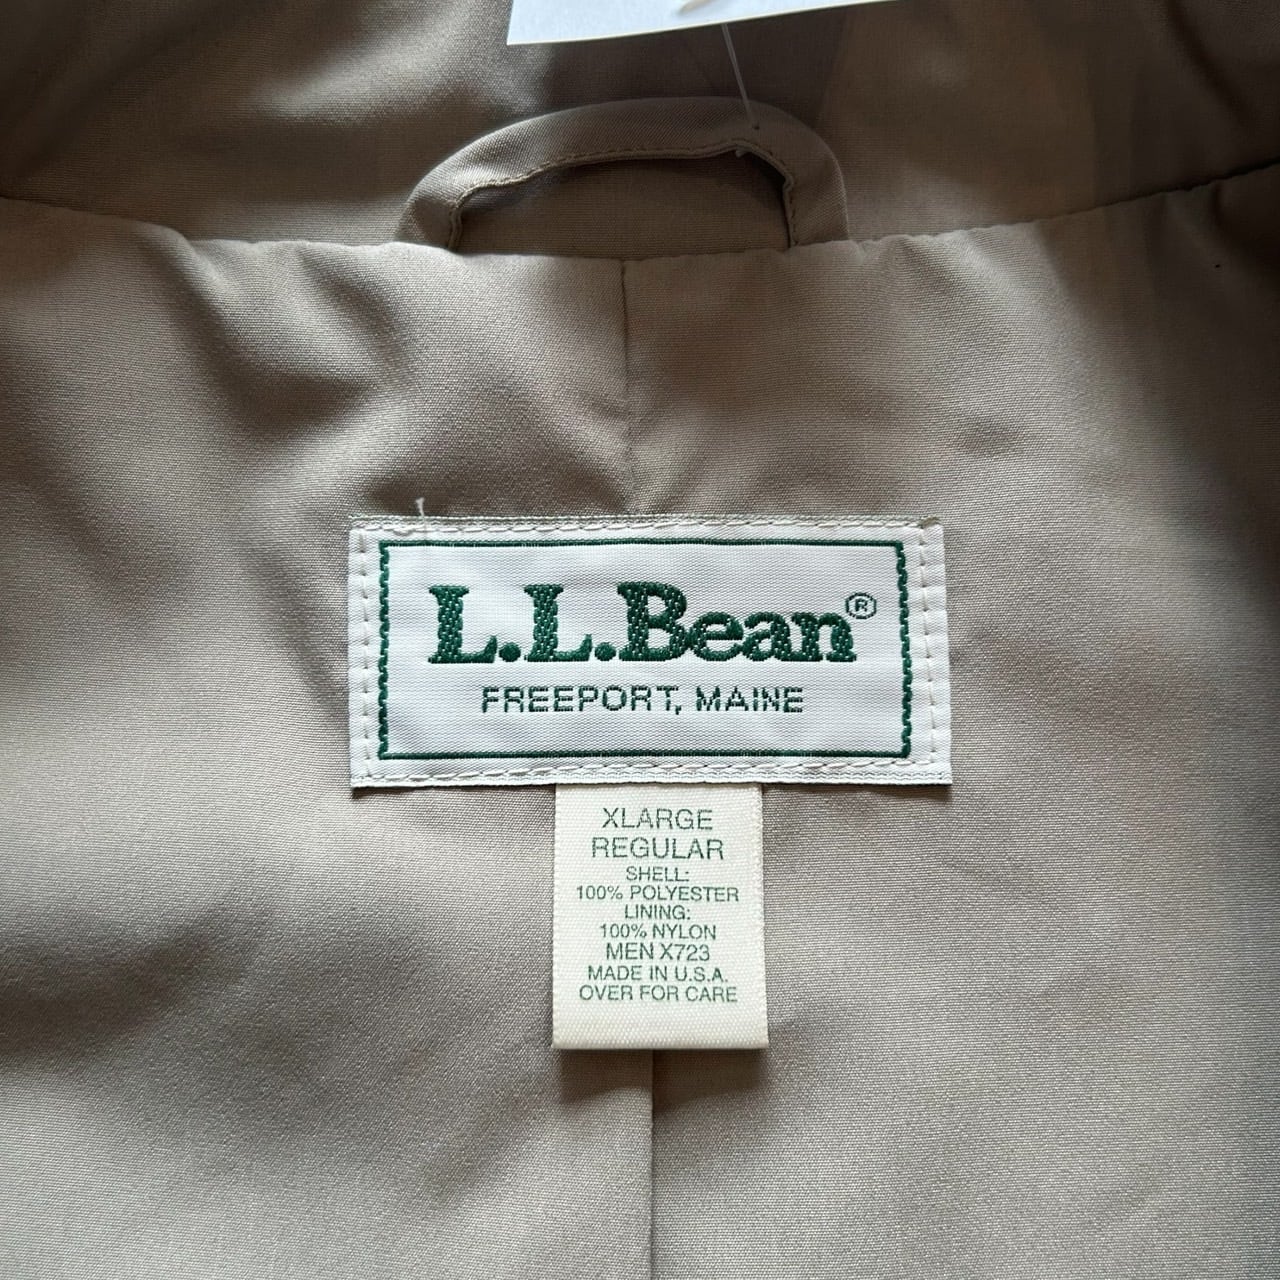 L.L.Bean®
FREEPORT, MAINE
XLARGE
REGULAR
SHELL:
100% POLYESTER
LINING:
100% NYLON
MEN X723
MADE IN U.S.A.
OVER FOR CARE